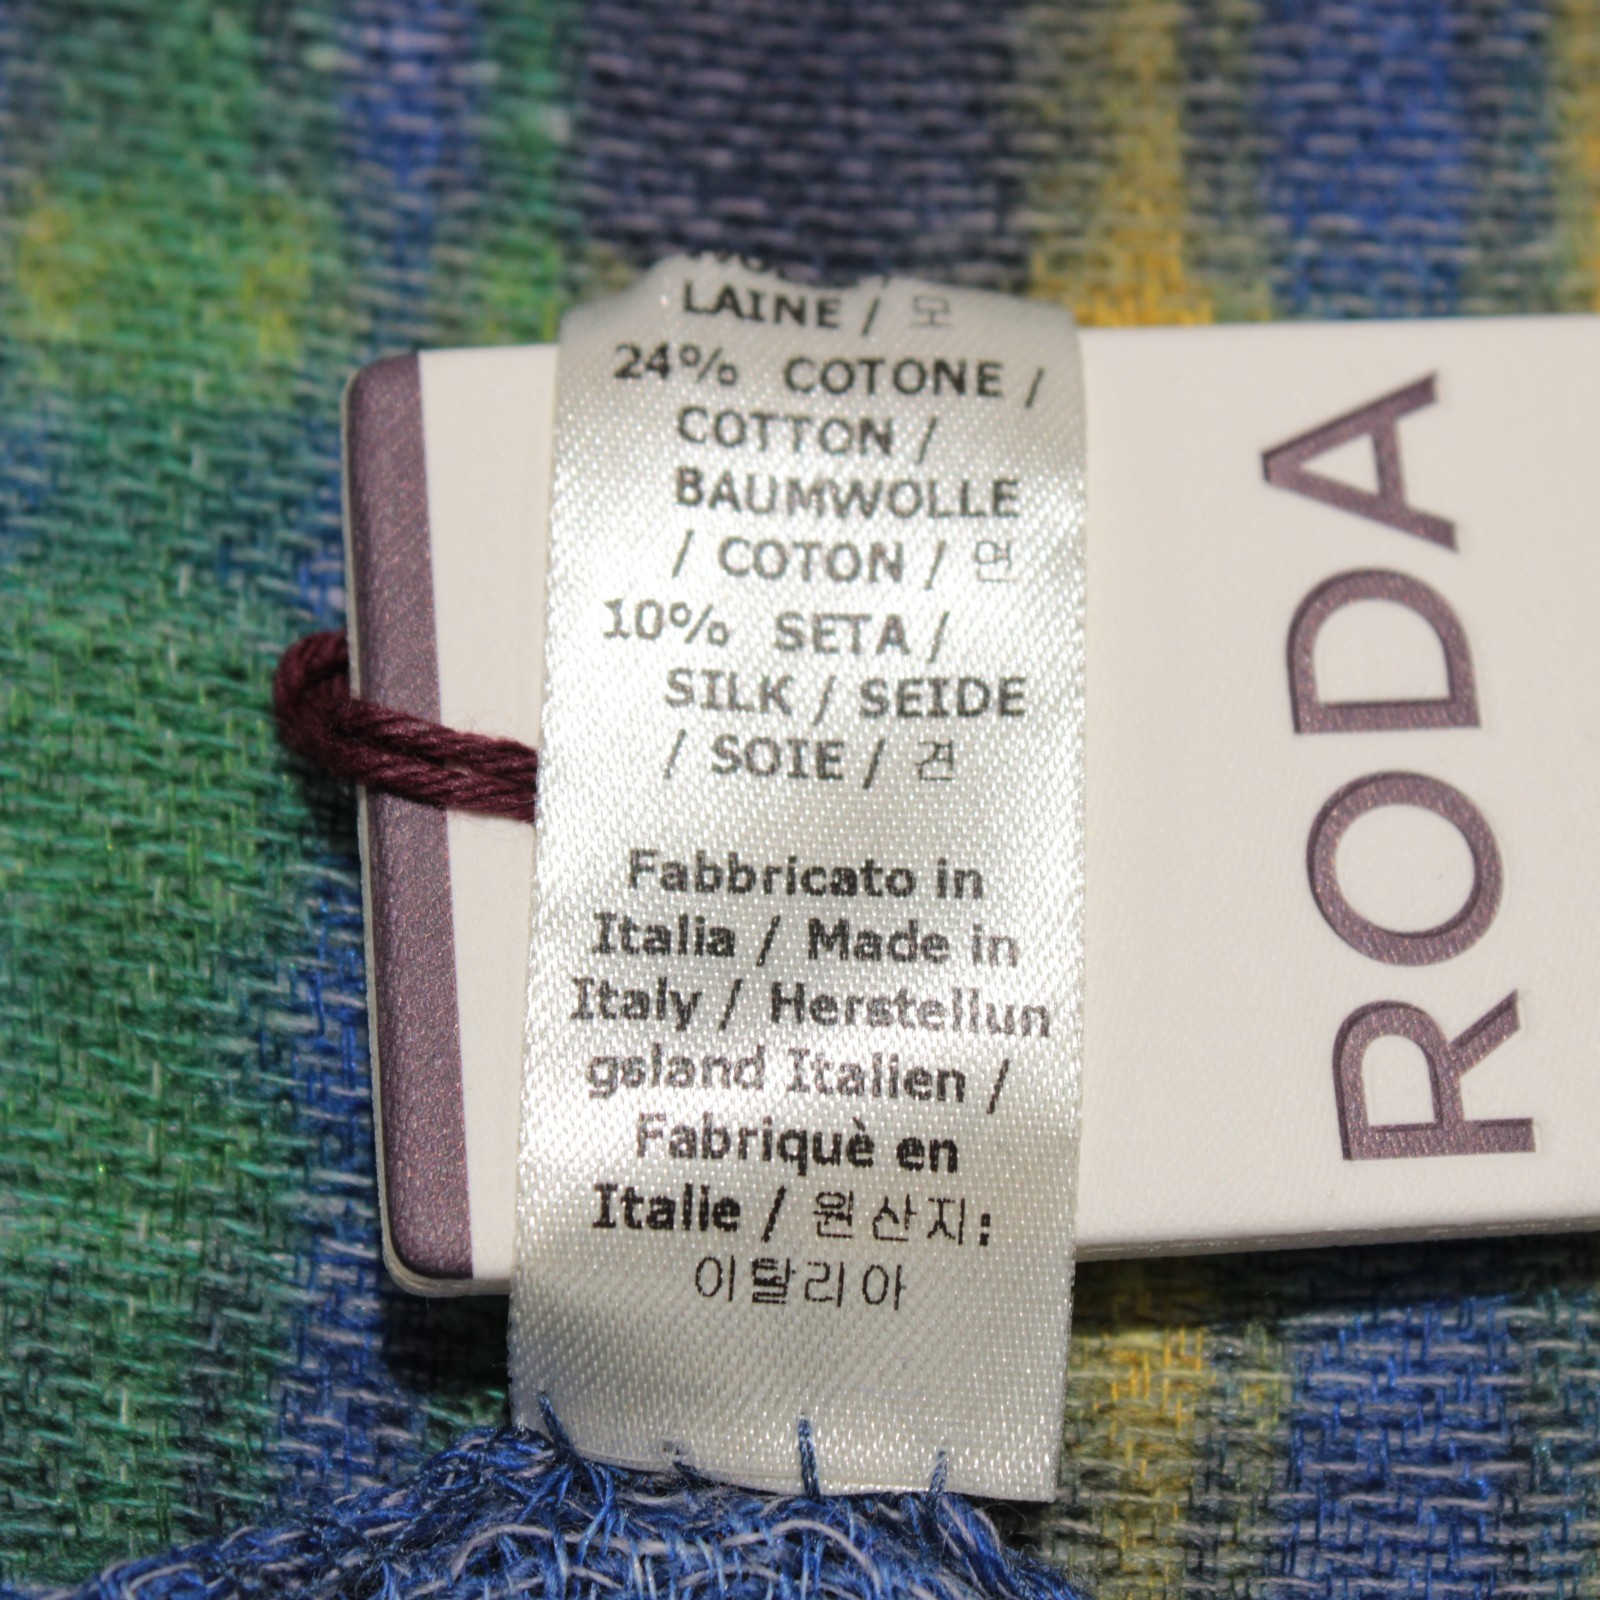 LAINE / 모
24% COTONE /
COTTON /
BAUMWOLLE
/ COTON / 면
10% SETA /
SILK / SEIDE
/ SOIE / 견
Fabbricato in
Italia / Made in
Italy / Herstellun
gsland Italien /
Fabriquè en
Italie / 원산지:
이탈리아
RODA